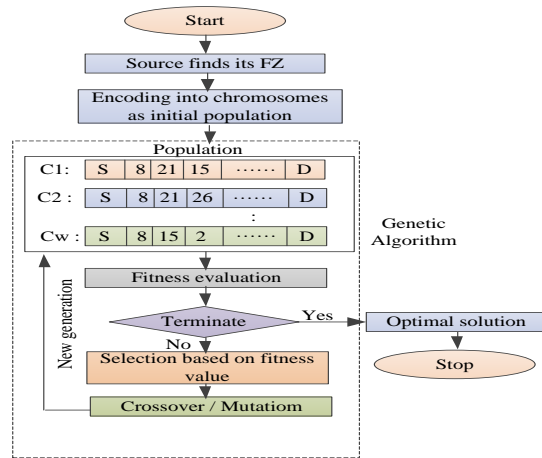 Start
Source finds its FZ
Encoding into chromosomes
as initial population
Population
C1: S 8 21 15 ...... D
C2 : S 8 21 26 ...... D
:
Cw : S 8 15 2 ...... D
Genetic
Algorithm
Fitness evaluation
New generation
Terminate
Yes
Optimal solution
No
Stop
Selection based on fitness
value
Crossover / Mutatiom